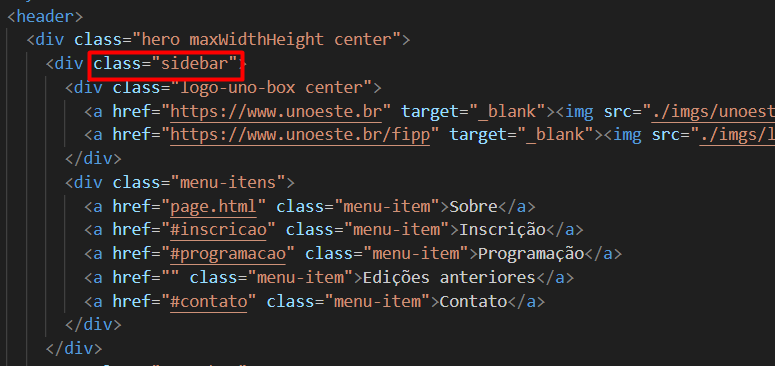 <header>
<div class="hero maxWidthHeight center">
<div class="sidebar">
<div class="logo-uno-box center">
<a href="https://www.unoeste.br" target="_blank"><img src="./imgs/unoest
<a href="https://www.unoeste.br/fipp" target="_blank"><img src="./imgs/l
</div>
<div class="menu-itens">
<a href="page.html" class="menu-item">Sobre</a>
<a href="#inscricao" class="menu-item">Inscrição</a>
<a href="#programacao" class="menu-item">Programação</a>
<a href="" class="menu-item">Edições anteriores</a>
<a href="#contato" class="menu-item">Contato</a>
</div>
</div>